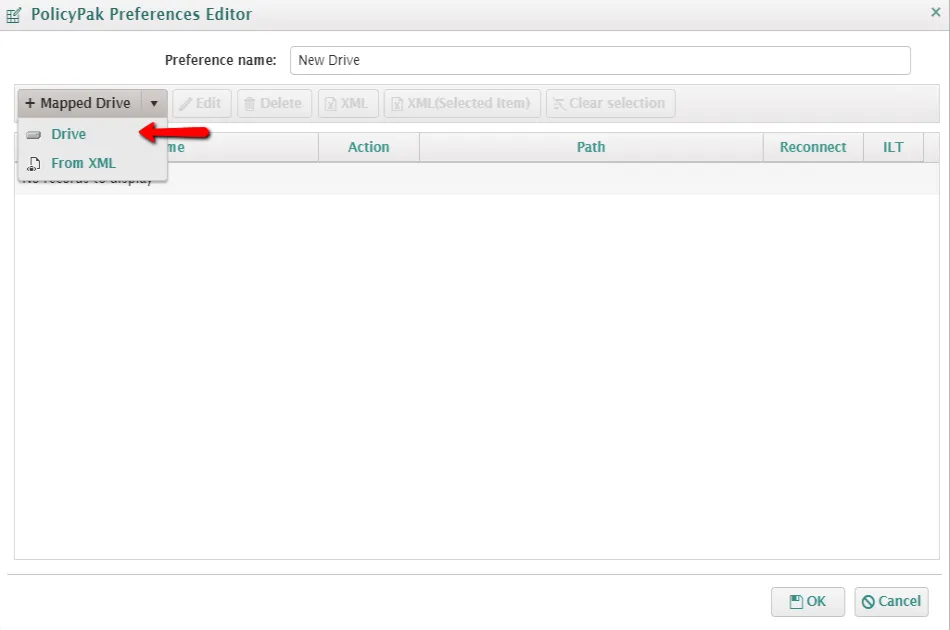 PolicyPak Preferences Editor
Preference name: New Drive
+ Mapped Drive Edit Delete XML XML(Selected Item) Clear selection
Drive
From XML
me Action Path Reconnect ILT
No records to display
OK Cancel